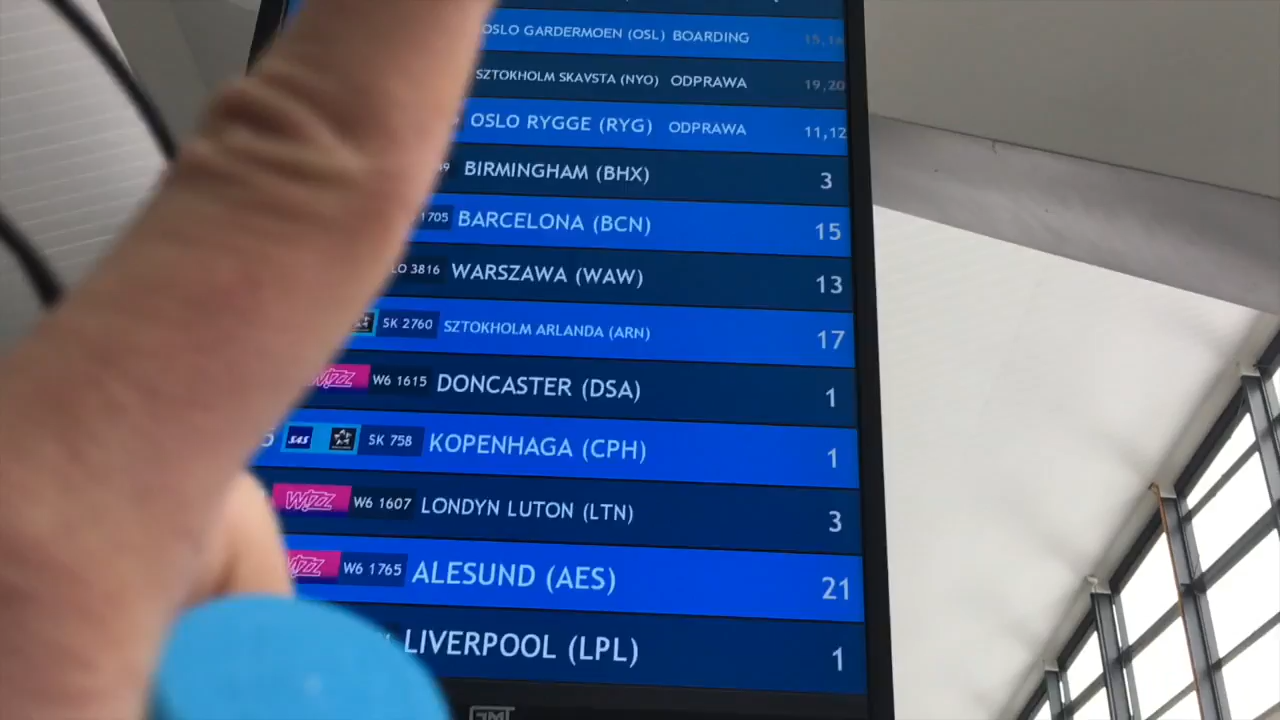 OSLO GARDERMOEN (OSL) BOARDING 15,16
SZTOKHOLM SKAVSTA (NYO) ODPRAWA 19,20
OSLO RYGGE (RYG) ODPRAWA 11,12
BIRMINGHAM (BHX) 3
1705 BARCELONA (BCN) 15
LO 3816 WARSZAWA (WAW) 13
SK 2760 SZTOKHOLM ARLANDA (ARN) 17
Wizz W6 1615 DONCASTER (DSA) 1
SAS SK 758 KOPENHAGA (CPH) 1
Wizz W6 1607 LONDYN LUTON (LTN) 3
Wizz W6 1765 ALESUND (AES) 21
LIVERPOOL (LPL) 1